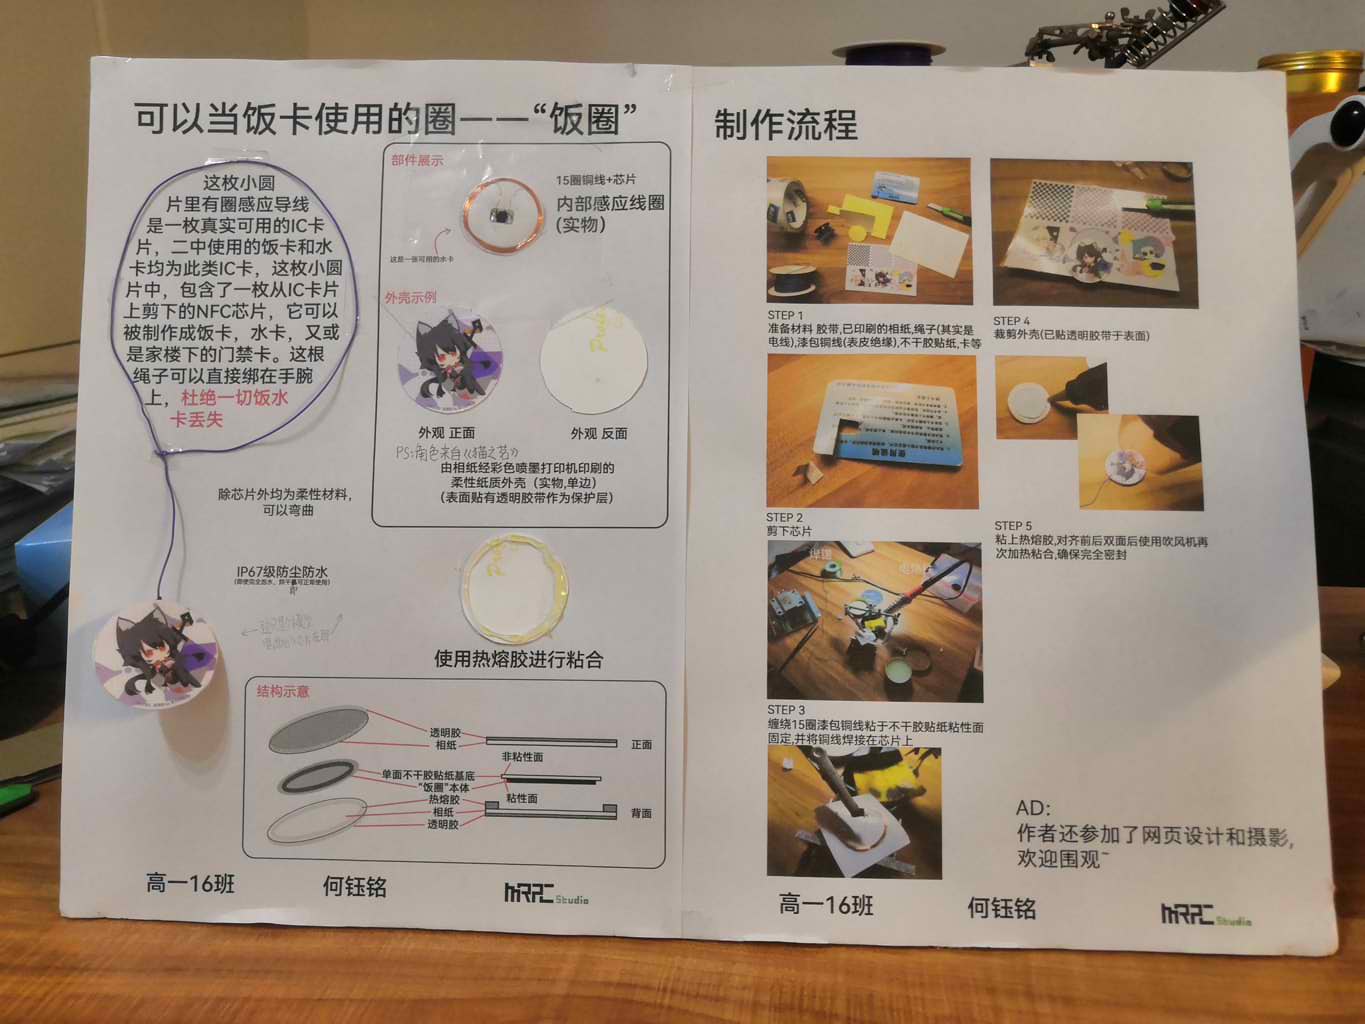 可以当饭卡使用的圈——“饭圈”
这枚小圆
片里有圈感应导线
是一枚真实可用的IC卡
片，二中使用的饭卡和水
卡均为此类IC卡，这枚小圆
片中，包含了一枚从IC卡片
上剪下的NFC芯片，它可以
被制作成饭卡，水卡，又或
是家楼下的门禁卡。这根
绳子可以直接绑在手腕
上，杜绝一切饭水
卡丢失
部件展示
15圈铜线+芯片
内部感应线圈
(实物)
这是一张可用的水卡
外壳示例
外观 正面
外观 反面
PS:角色来自《猫之茗》
由相纸经彩色喷墨打印机印刷的
柔性纸质外壳（实物,单边）
（表面贴有透明胶带作为保护层）
除芯片外均为柔性材料，
可以弯曲
IP67级防尘防水
即
使用热熔胶进行粘合
结构示意
透明胶
相纸
正面
非粘性面
单面不干胶贴纸基底
“饭圈”本体
粘性面
热熔胶
相纸
透明胶
背面
高一16班
何钰铭
MRPC Studio
制作流程
STEP 1
准备材料 胶带,已印刷的相纸,绳子(其实是
电线),漆包铜线(表皮绝缘),不干胶贴纸,卡等
使用说明
STEP 2
剪下芯片
焊锡
电烙铁
STEP 3
缠绕15圈漆包铜线粘于不干胶贴纸粘性面
固定,并将铜线焊接在芯片上
STEP 4
裁剪外壳(已贴透明胶带于表面)
STEP 5
粘上热熔胶,对齐前后双面后使用吹风机再
次加热粘合,确保完全密封
AD:
作者还参加了网页设计和摄影,
欢迎围观~
高一16班
何钰铭
MRPC Studio